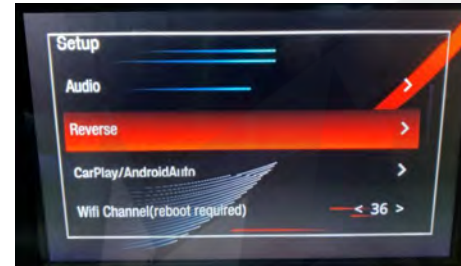 Setup
Audio >
Reverse >
CarPlay/AndroidAuto >
Wifi Channel(reboot required) < 36 >